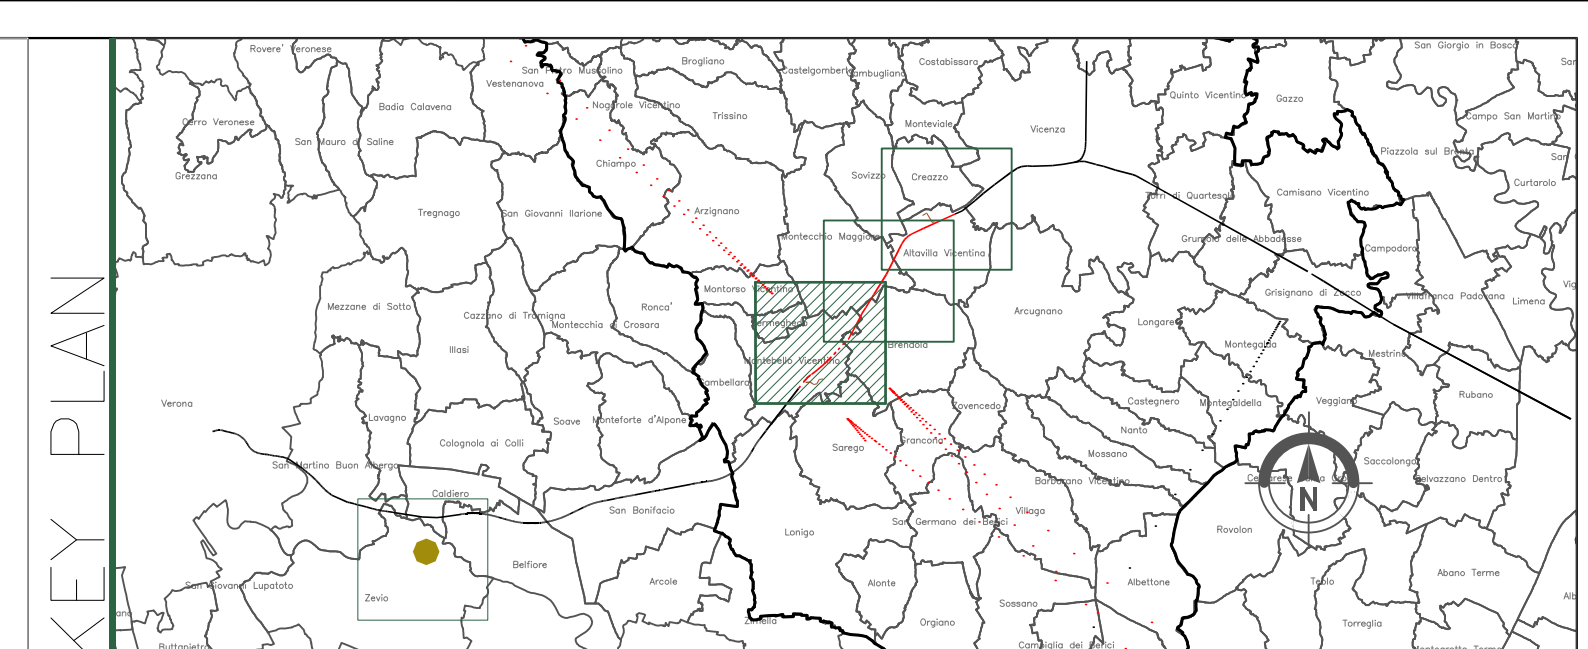 KEY PLAN
Rovere' Veronese
San Pietro Mussolino
Brogliano
Castelgomberto
Gambugliano
Costabissara
San Giorgio in Bosco
Vestenanova
Quinto Vicentino
Gazzo
Badia Calavena
Nogarole Vicentino
Trissino
Cerro Veronese
Monteviale
Vicenza
Campo San Martino
San Mauro di Saline
Piazzola sul Brenta
Chiampo
Grezzana
Sovizzo
Creazzo
Curtarolo
Torri di Quartesolo
Camisano Vicentino
Tregnago
San Giovanni Ilarione
Arzignano
Montecchio Maggiore
Grumolo delle Abbadesse
Campodoro
Altavilla Vicentina
Montorso Vicentino
Grisignano di Zocco
Villafranca Padovana
Limena
Mezzane di Sotto
Ronca'
Arcugnano
Cazzano di Tramigna
Montecchia di Crosara
Zermeghedo
Longare
Brendola
Montegalda
Illasi
Mestrino
Montebello Vicentino
Gambellara
Rubano
Verona
Zovencedo
Castegnero
Montegaldella
Veggiano
Lavagno
Soave
Monteforte d'Alpone
Nanto
Colognola ai Colli
Grancona
Sarego
Mossano
San Martino Buon Albergo
Saccolongo
Barbarano Vicentino
Selvazzano Dentro
Caldiero
San Bonifacio
Villaga
N
San Germano dei Berici
Lonigo
Rovolon
Belfiore
San Giovanni Lupatoto
Arcole
Alonte
Albettone
Teolo
Abano Terme
Zevio
Sossano
Zimella
Orgiano
Torreglia
Campiglia dei Berici
Buttapietra
Montegrotto Terme